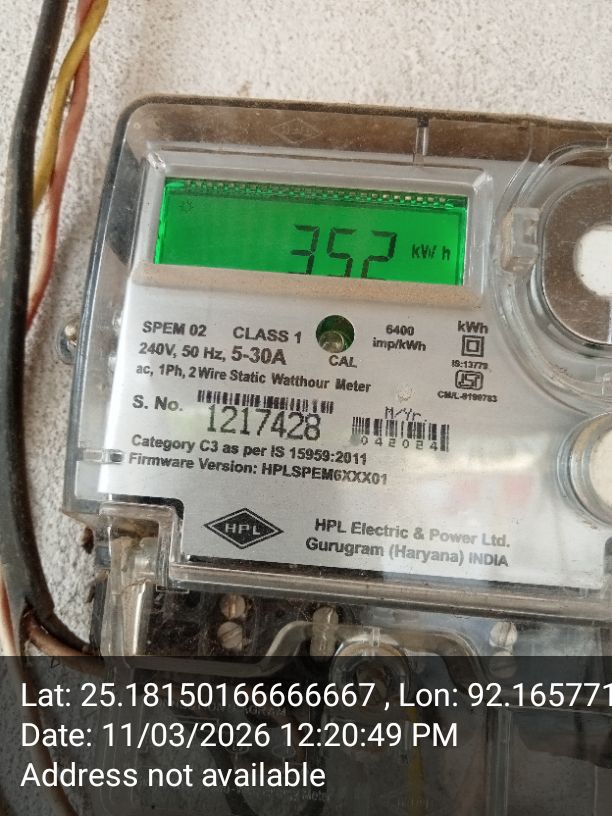 352 kW h
SPEM 02 CLASS 1 6400 imp/kWh kWh
240V, 50 Hz, 5-30A CAL IS:13779
ac, 1Ph, 2 Wire Static Watthour Meter
CM/L-9199783
S. No. 1217428 M/Yr. 042024
Category C3 as per IS 15959:2011
Firmware Version: HPLSPEM6XXX01
HPL
HPL Electric & Power Ltd.
Gurugram (Haryana) INDIA
Lat: 25.18150166666667 , Lon: 92.165771
Date: 11/03/2026 12:20:49 PM
Address not available